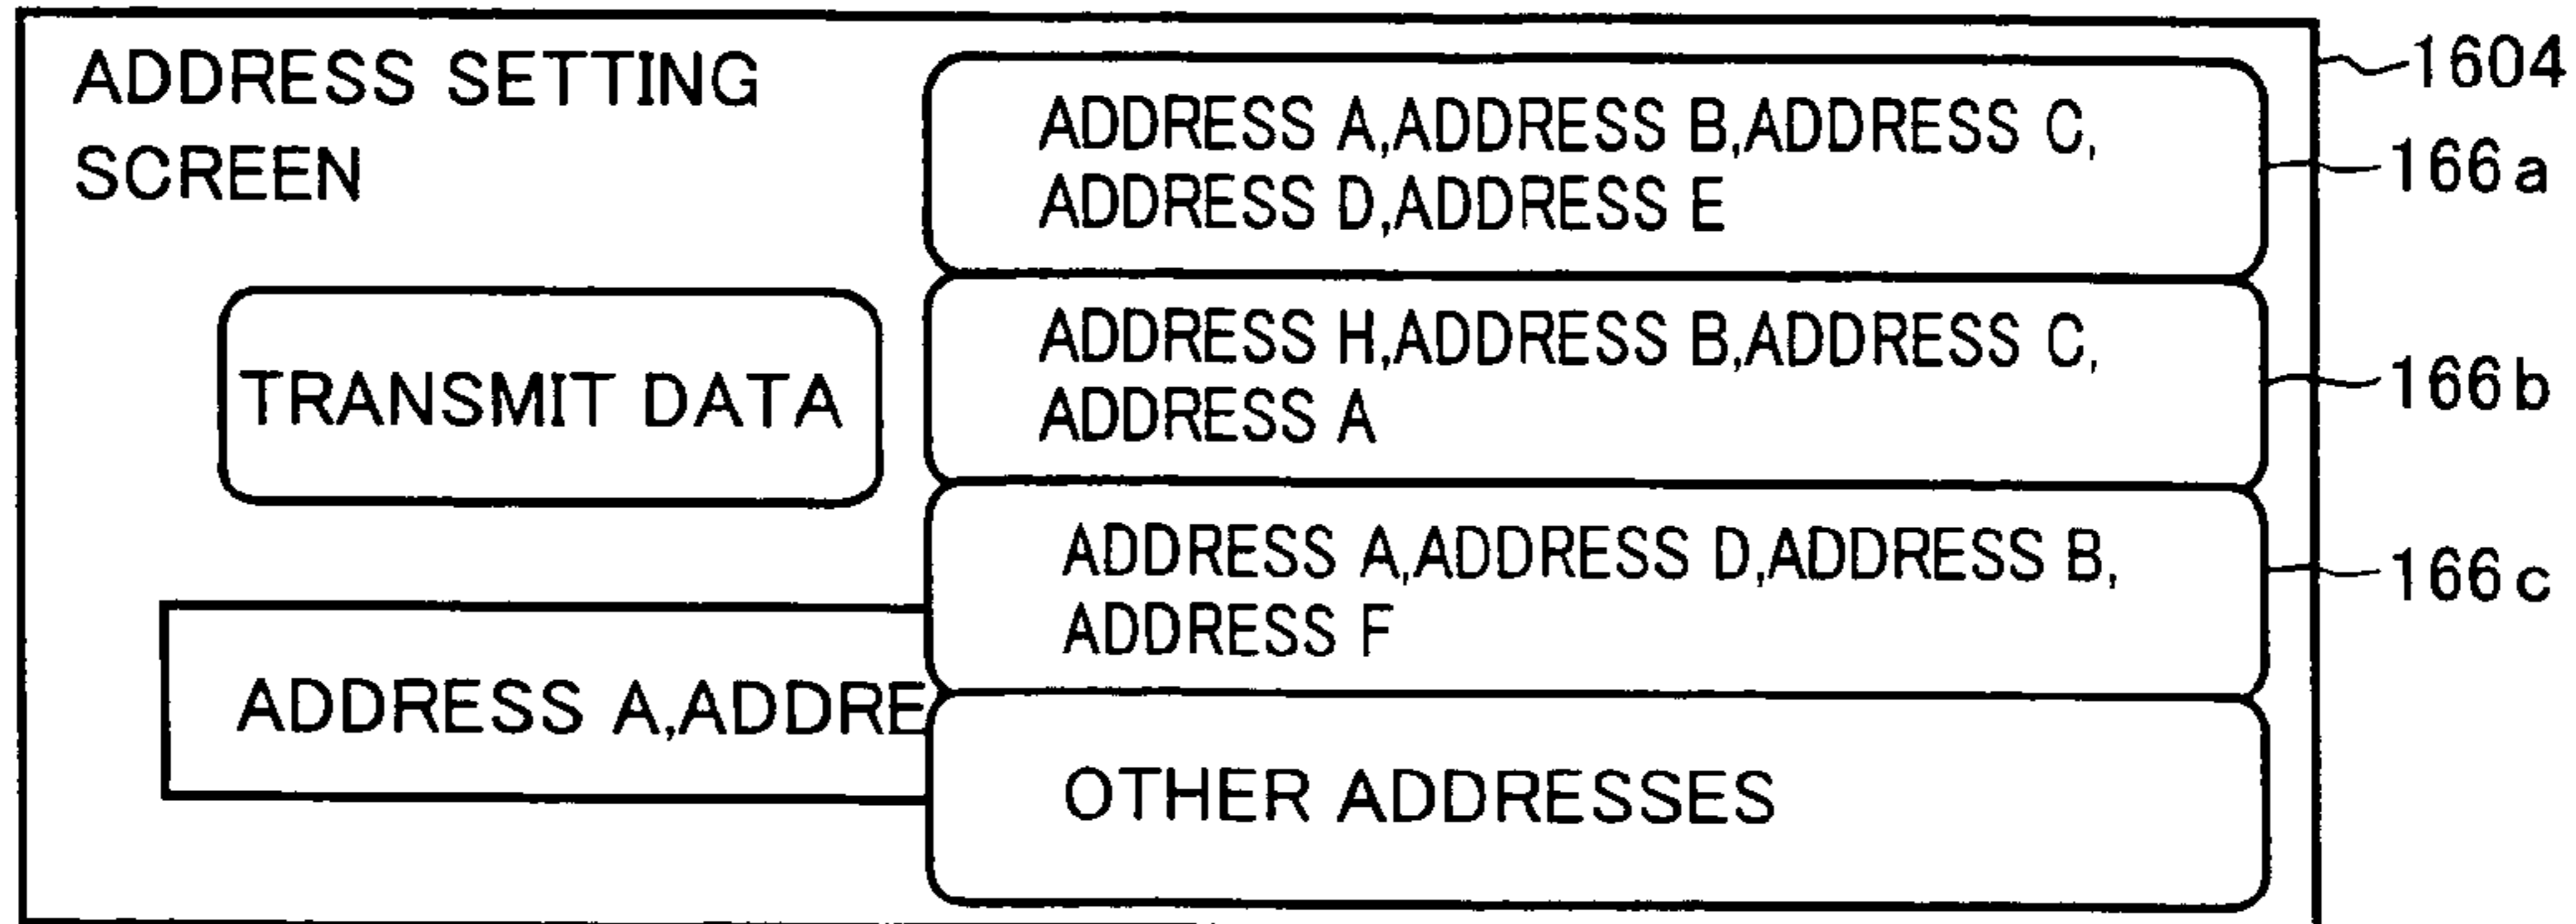 ADDRESS SETTING
SCREEN
TRANSMIT DATA
ADDRESS A,ADDRE
ADDRESS A,ADDRESS B,ADDRESS C,
ADDRESS D,ADDRESS E
ADDRESS H,ADDRESS B,ADDRESS C,
ADDRESS A
ADDRESS A,ADDRESS D,ADDRESS B,
ADDRESS F
OTHER ADDRESSES
1604
166a
166b
166c